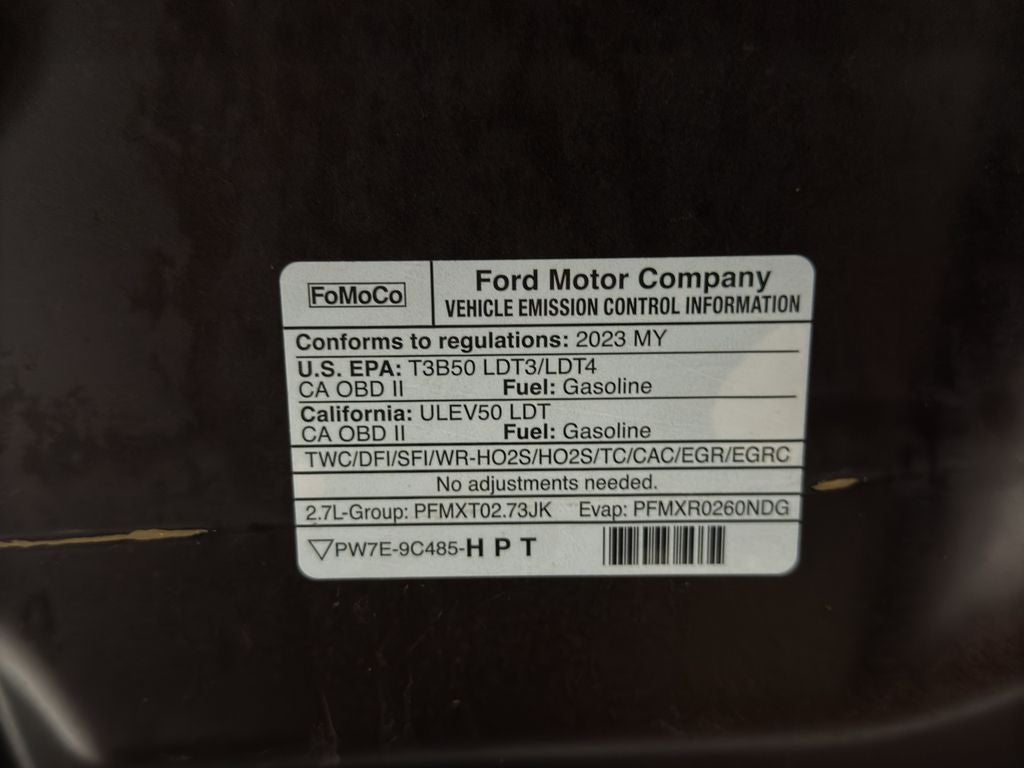 FoMoCo
Ford Motor Company
VEHICLE EMISSION CONTROL INFORMATION
Conforms to regulations: 2023 MY
U.S. EPA: T3B50 LDT3/LDT4
CA OBD II Fuel: Gasoline
California: ULEV50 LDT
CA OBD II Fuel: Gasoline
TWC/DFI/SFI/WR-HO2S/HO2S/TC/CAC/EGR/EGRC
No adjustments needed.
2.7L-Group: PFMXT02.73JK Evap: PFMXR0260NDG
PW7E-9C485-H P T